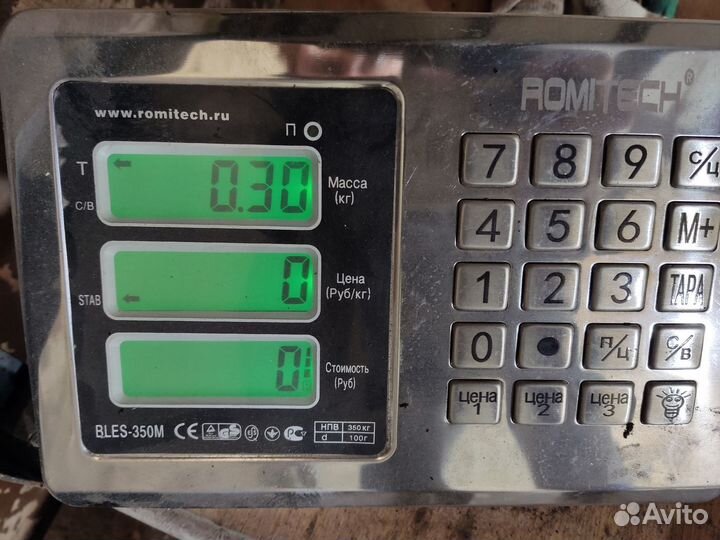 www.romitech.ru
ROMITECH®
П
T
0.30
Масса
(кг)
С/В
0
Цена
(Руб/кг)
STAB
0
Стоимость
(Руб)
BLES-350M CE
НПВ 350 КГ
d 100 г
7 8 9 С/Ц
4 5 6 M+
1 2 3 ТАРА
0 П/Ц С/В
цена 1 цена 2 цена 3
Avito